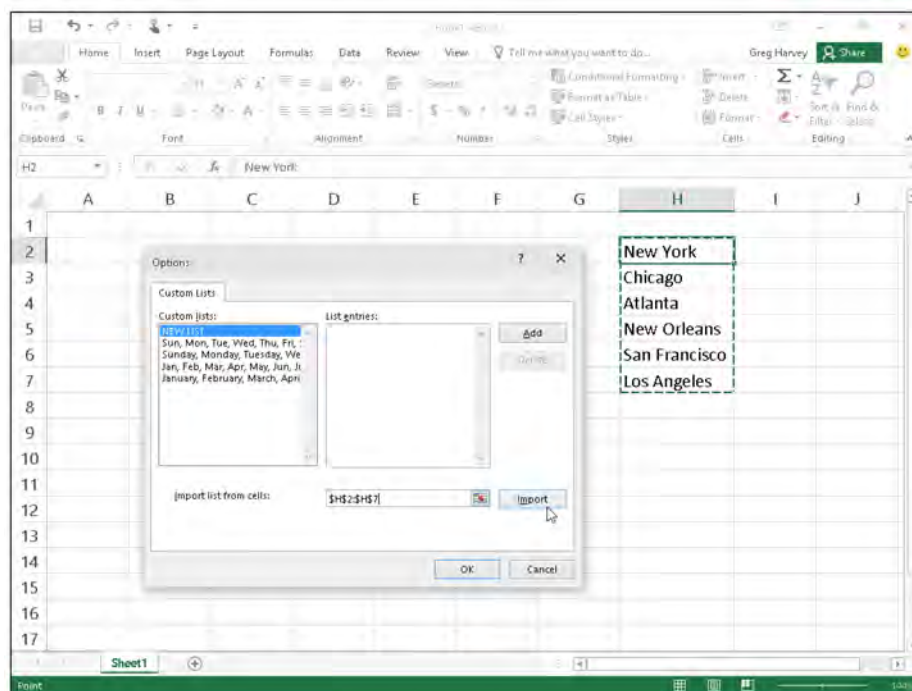 Home Insert Page Layout Formulas Data Review View Tell me what you want to do... Greg Harvey Share
Paste
Conditional Formatting
Format as Table
Cell Styles
Insert
Delete
Format
Sort & Find &
Filter Select
Clipboard Font Alignment Number Styles Cells Editing
H2 New York
A B C D E F G H I J
1
2 New York
3 Chicago
4 Atlanta
5 New Orleans
6 San Francisco
7 Los Angeles
8
9
10
11
12
13
14
15
16
17
Options ? ×
Custom Lists
Custom lists: List entries:
NEW LIST
Sun, Mon, Tue, Wed, Thu, Fri, S
Sunday, Monday, Tuesday, We
Jan, Feb, Mar, Apr, May, Jun, Ju
January, February, March, Apri
Add
Delete
Import list from cells: $H$2:$H$7 Import
OK Cancel
Sheet1
Point